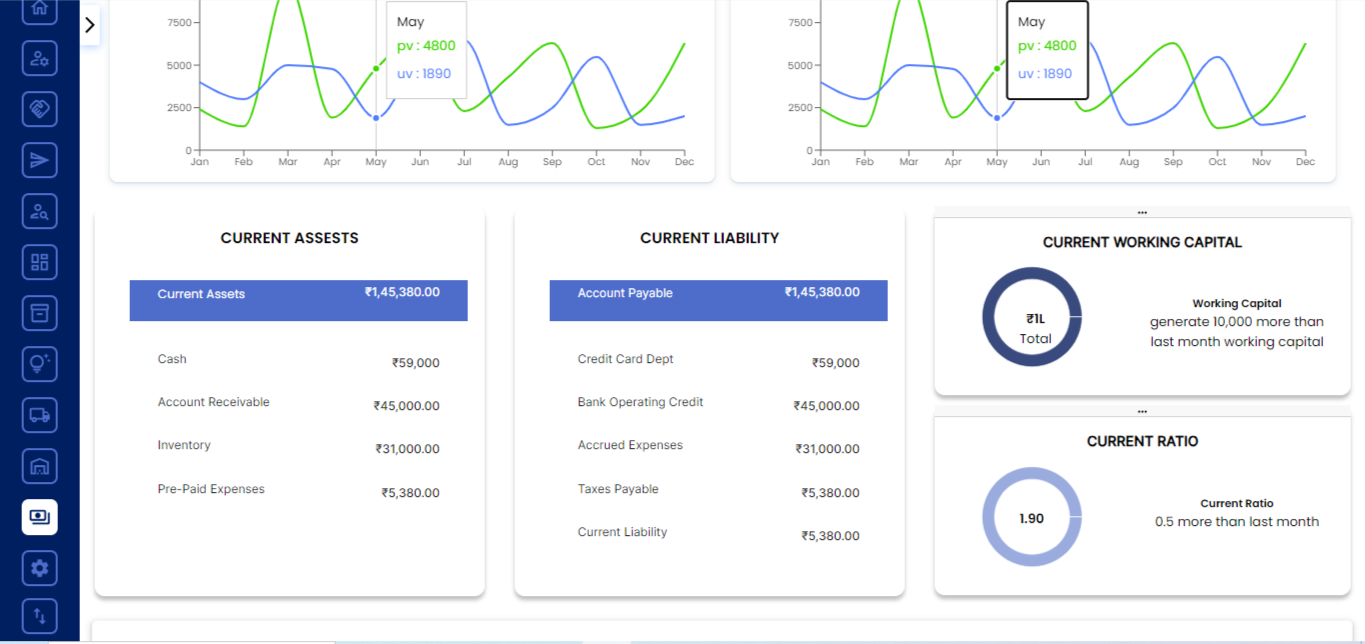 7500
5000
2500
0
Jan Feb Mar Apr May Jun Jul Aug Sep Oct Nov Dec
May
pv : 4800
uv : 1890
7500
5000
2500
0
Jan Feb Mar Apr May Jun Jul Aug Sep Oct Nov Dec
May
pv : 4800
uv : 1890
CURRENT ASSESTS
Current Assets ₹1,45,380.00
Cash ₹59,000
Account Receivable ₹45,000.00
Inventory ₹31,000.00
Pre-Paid Expenses ₹5,380.00
CURRENT LIABILITY
Account Payable ₹1,45,380.00
Credit Card Dept ₹59,000
Bank Operating Credit ₹45,000.00
Accrued Expenses ₹31,000.00
Taxes Payable ₹5,380.00
Current Liability ₹5,380.00
...
CURRENT WORKING CAPITAL
₹1L
Total
Working Capital
generate 10,000 more than
last month working capital
...
CURRENT RATIO
1.90
Current Ratio
0.5 more than last month